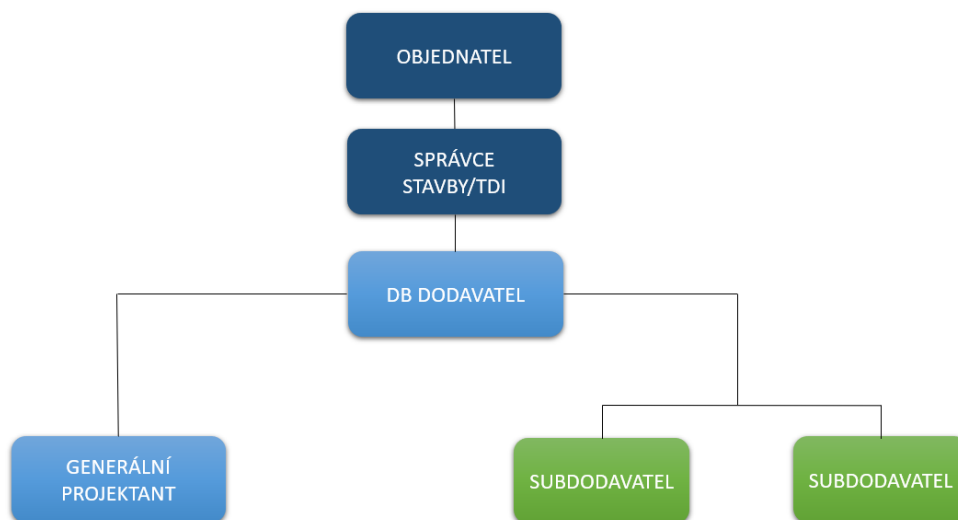 OBJEDNATEL
SPRÁVCE
STAVBY/TDI
DB DODAVATEL
GENERÁLNÍ
PROJEKTANT
SUBDODAVATEL
SUBDODAVATEL